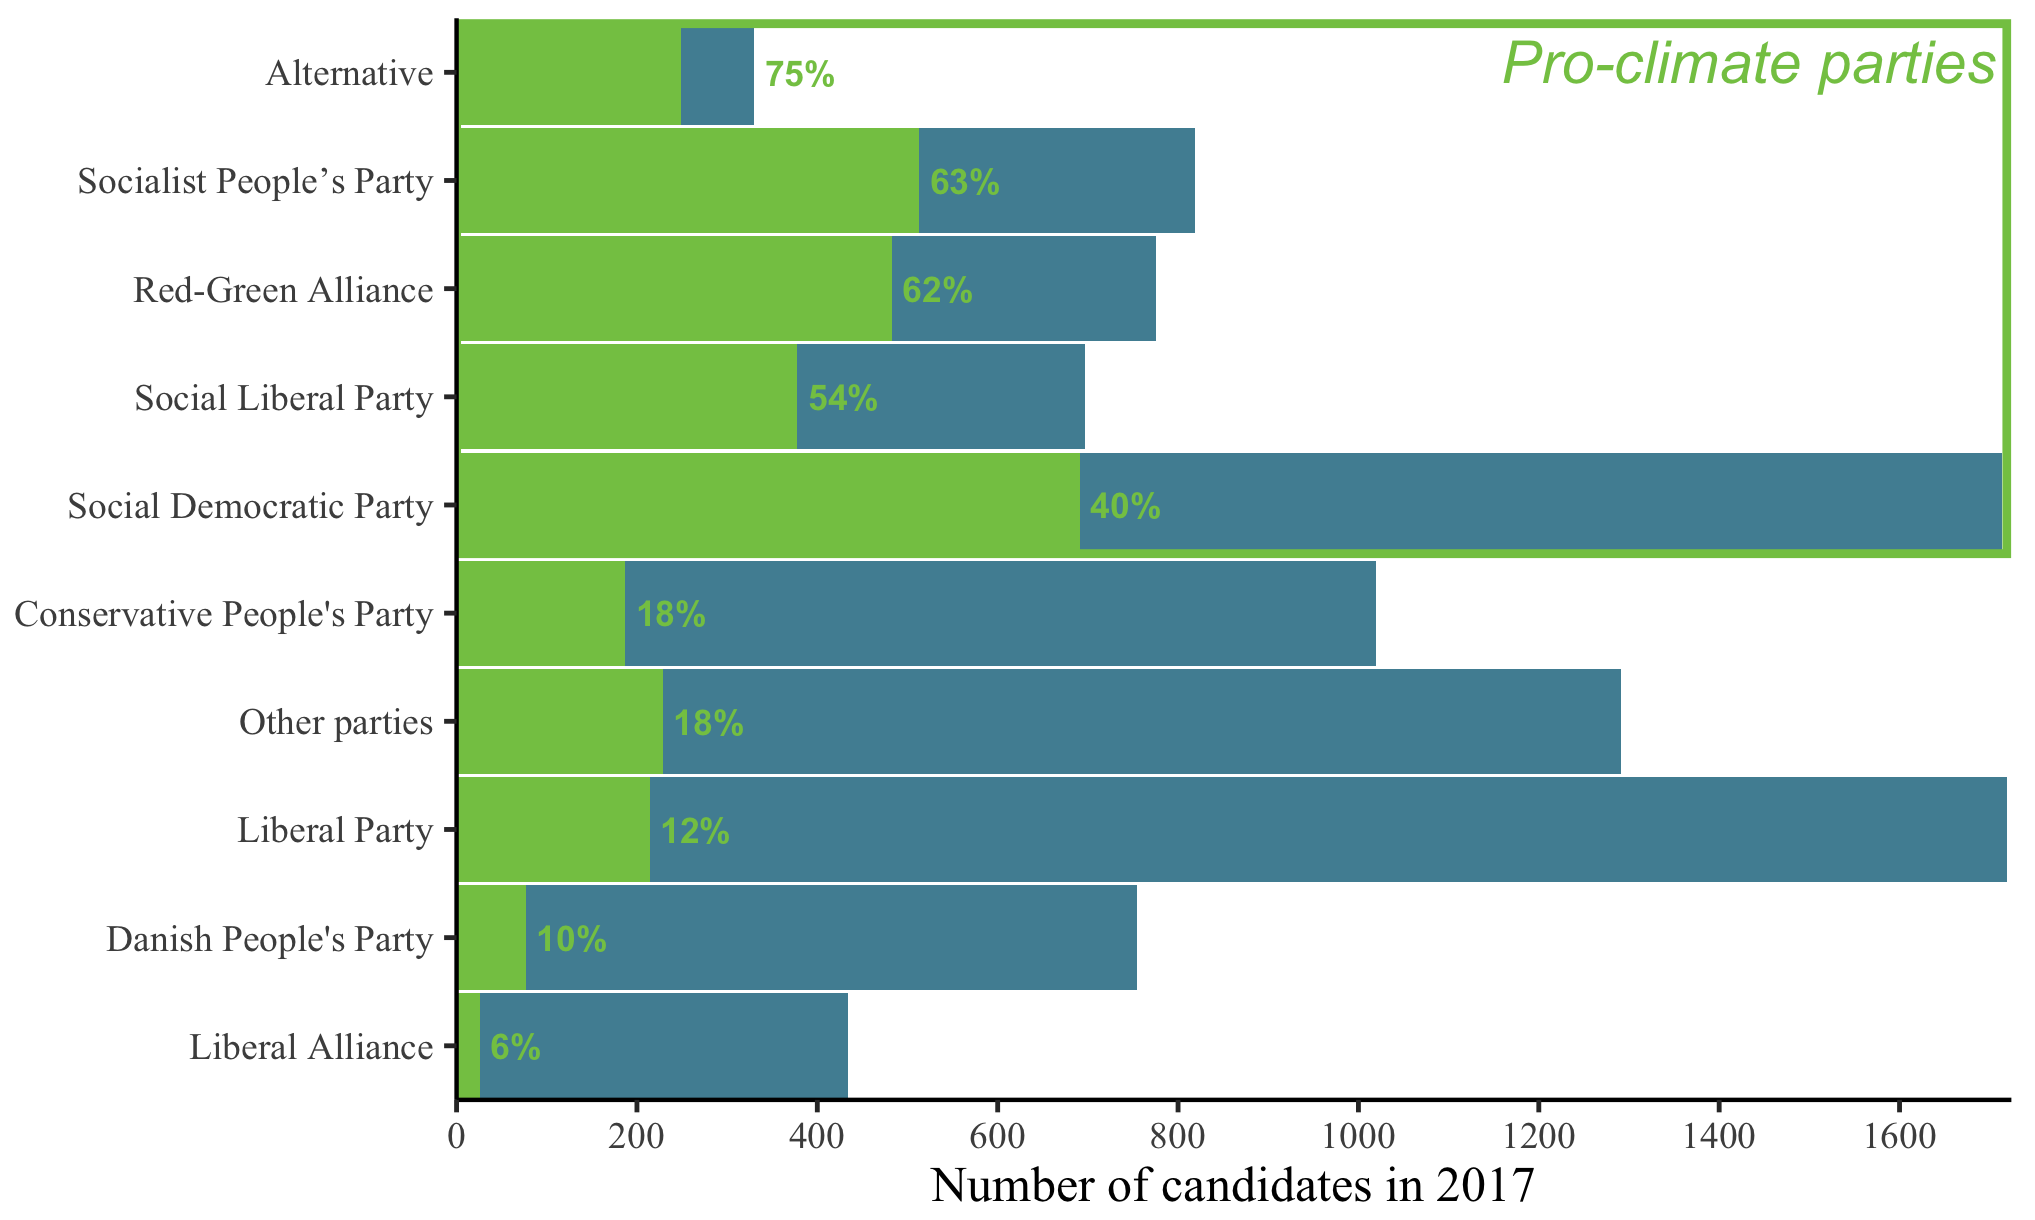 Pro-climate parties
Alternative 75%
Socialist People’s Party 63%
Red-Green Alliance 62%
Social Liberal Party 54%
Social Democratic Party 40%
Conservative People's Party 18%
Other parties 18%
Liberal Party 12%
Danish People's Party 10%
Liberal Alliance 6%
0 200 400 600 800 1000 1200 1400 1600
Number of candidates in 2017